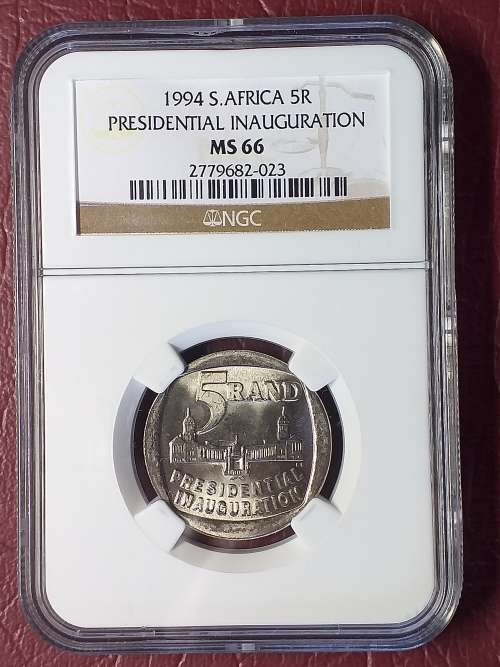 1994 S.AFRICA 5R
PRESIDENTIAL INAUGURATION
MS 66
2779682-023
NGC
5 RAND
PRESIDENTIAL
INAUGURATION